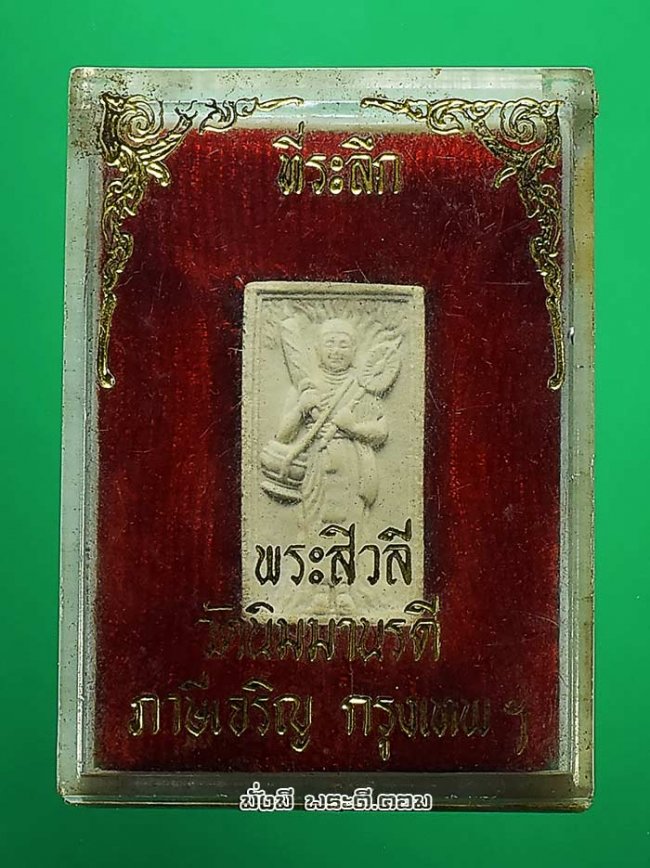 ที่ระลึก
พระสีวลี
วัดนิมมานรดี
ภาษีเจริญ กรุงเทพฯ
มั่งมี พระดี.คอม